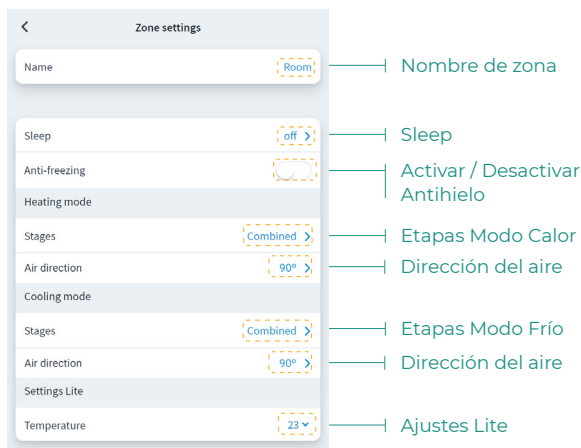 Zone settings
Name Room Nombre de zona
Sleep off Sleep
Anti-freezing Activar / Desactivar
Antihielo
Heating mode
Stages Combined Etapas Modo Calor
Air direction 90º Dirección del aire
Cooling mode
Stages Combined Etapas Modo Frío
Air direction 90º Dirección del aire
Settings Lite
Temperature 23 Ajustes Lite